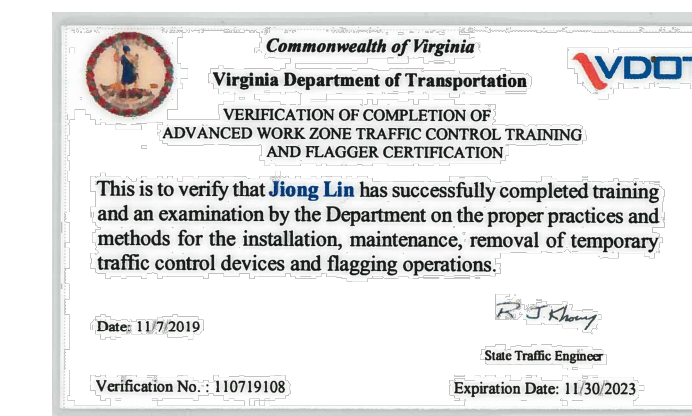 Commonwealth of Virginia
Virginia Department of Transportation
VDOT
VERIFICATION OF COMPLETION OF
ADVANCED WORK ZONE TRAFFIC CONTROL TRAINING
AND FLAGGER CERTIFICATION
This is to verify that Jiong Lin has successfully completed training
and an examination by the Department on the proper practices and
methods for the installation, maintenance, removal of temporary
traffic control devices and flagging operations.
Date: 11/7/2019
R J Khoury
State Traffic Engineer
Verification No. : 110719108
Expiration Date: 11/30/2023